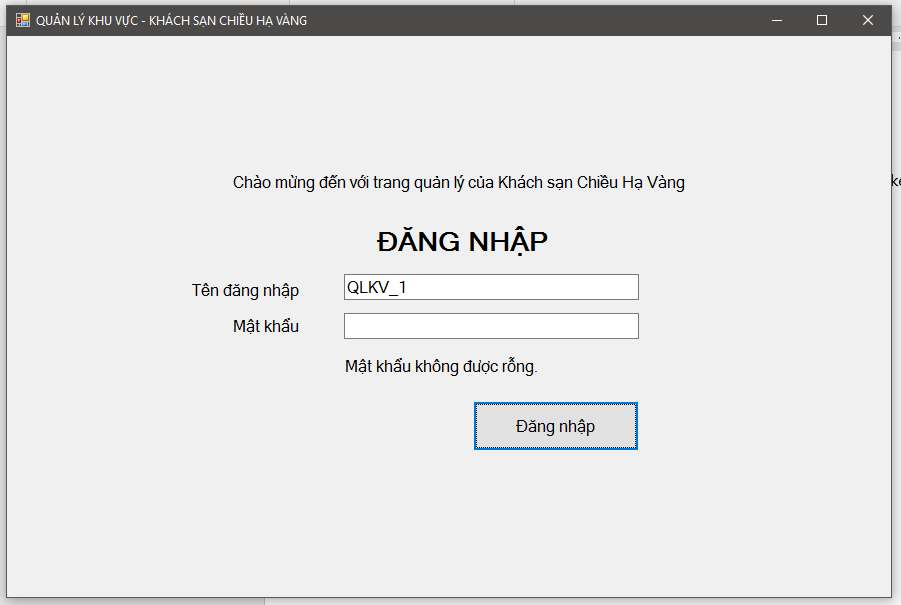 QUẢN LÝ KHU VỰC - KHÁCH SẠN CHIỀU HẠ VÀNG
Chào mừng đến với trang quản lý của Khách sạn Chiều Hạ Vàng
ĐĂNG NHẬP
Tên đăng nhập QLKV_1
Mật khẩu
Mật khẩu không được rỗng.
Đăng nhập